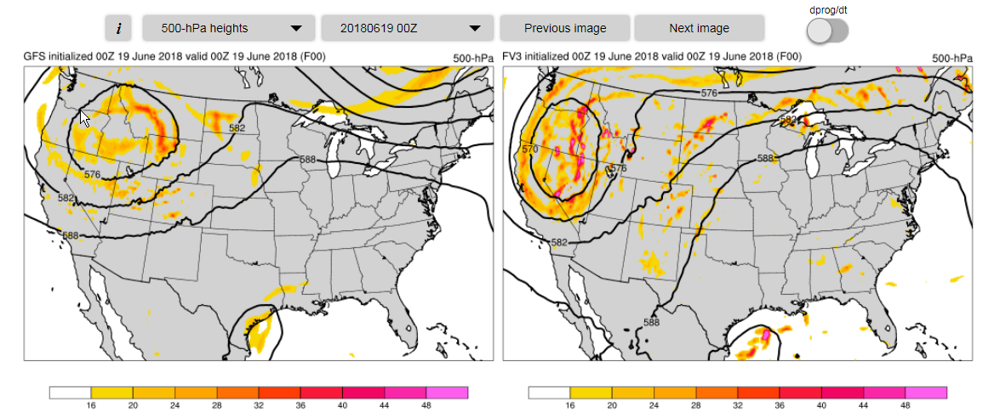 dprog/dt
i 500-hPa heights 20180619 00Z Previous image Next image
GFS initialized 00Z 19 June 2018 valid 00Z 19 June 2018 (F00) 500-hPa
FV3 initialized 00Z 19 June 2018 valid 00Z 19 June 2018 (F00) 500-hPa
582
588
576
582
588
576
582
570
588
576
582
588
16 20 24 28 32 36 40 44 48
16 20 24 28 32 36 40 44 48